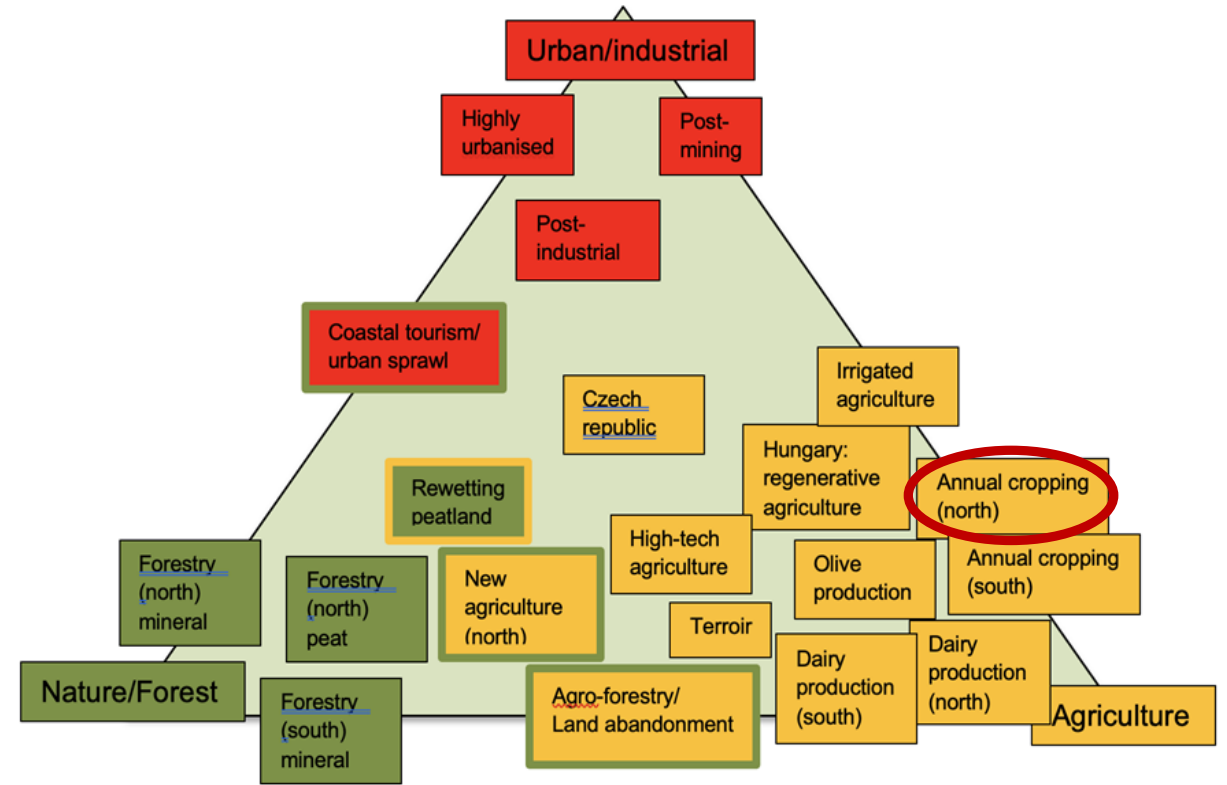 Urban/industrial
Highly
urbanised
Post-
mining
Post-
industrial
Coastal tourism/
urban sprawl
Irrigated
agriculture
Czech
republic
Hungary:
regenerative
agriculture
Annual cropping
(north)
Rewetting
peatland
High-tech
agriculture
Olive
production
Annual cropping
(south)
Forestry
(north)
mineral
Forestry
(north)
peat
New
agriculture
(north)
Terroir
Dairy
production
(south)
Dairy
production
(north)
Nature/Forest
Forestry
(south)
mineral
Agro-forestry/
Land abandonment
Agriculture